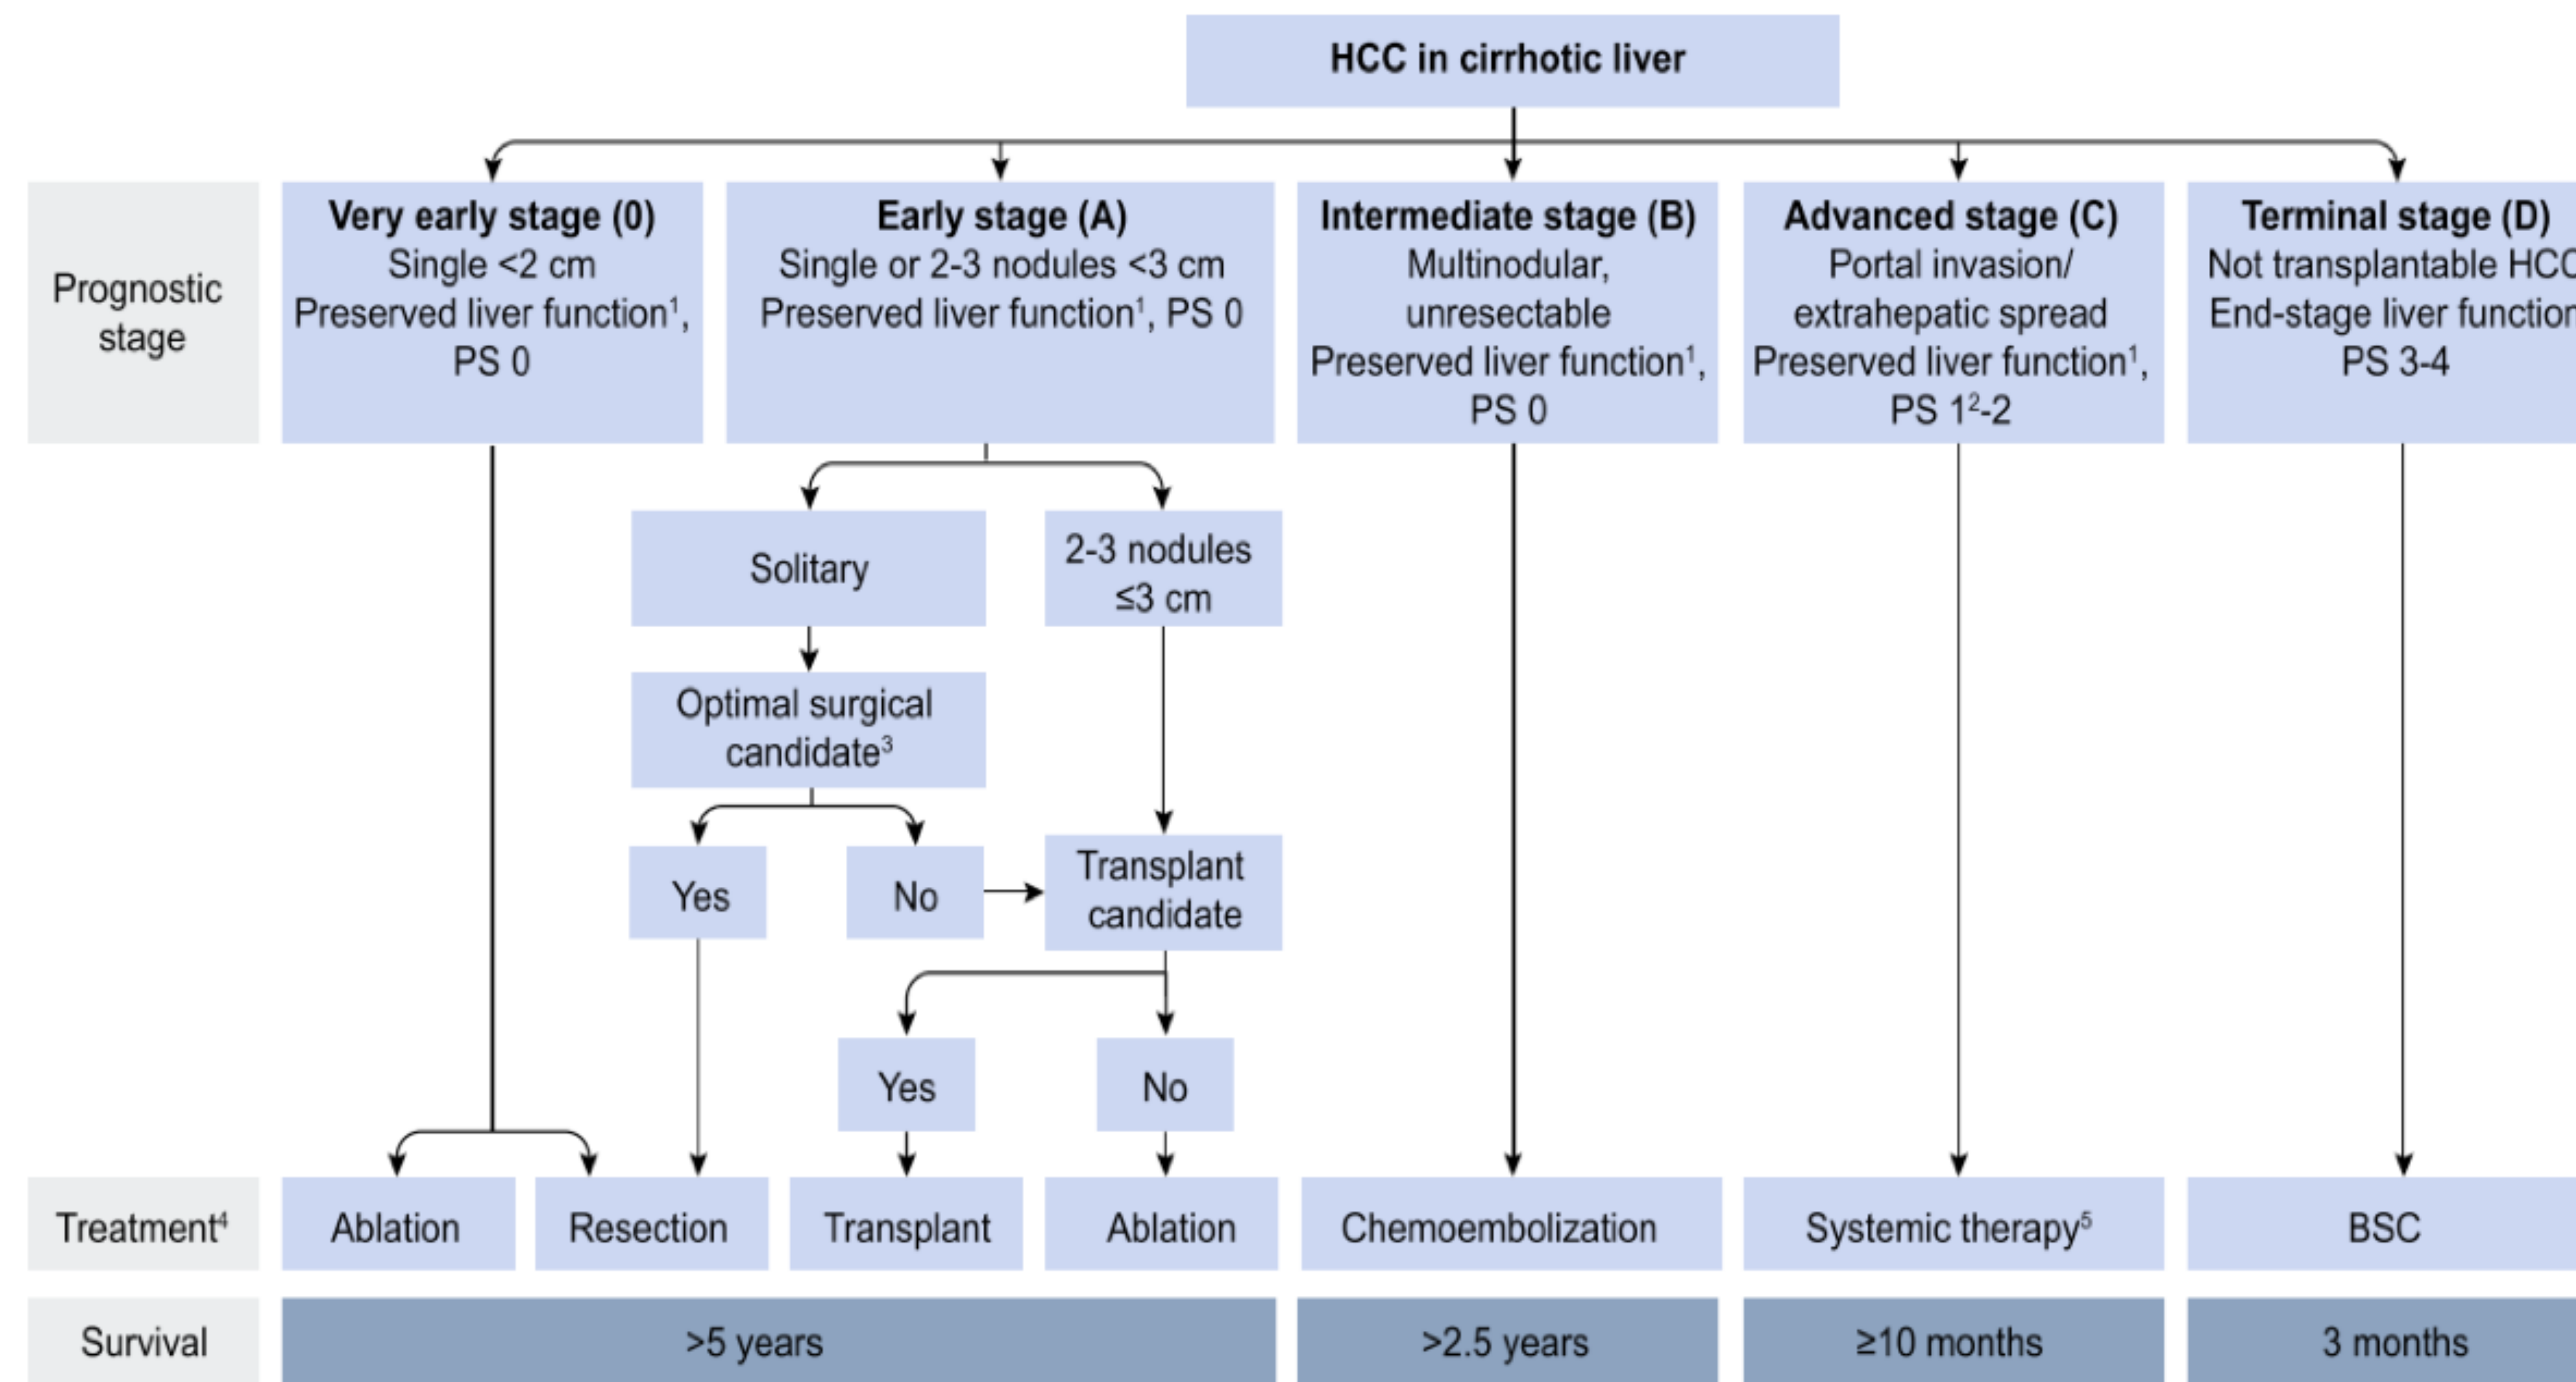 HCC in cirrhotic liver
Prognostic
stage
Very early stage (0)
Single <2 cm
Preserved liver function¹,
PS 0
Early stage (A)
Single or 2-3 nodules <3 cm
Preserved liver function¹, PS 0
Intermediate stage (B)
Multinodular,
unresectable
Preserved liver function¹,
PS 0
Advanced stage (C)
Portal invasion/
extrahepatic spread
Preserved liver function¹,
PS 1²-2
Terminal stage (D)
Not transplantable HCC
End-stage liver function
PS 3-4
Solitary
2-3 nodules
≤3 cm
Optimal surgical
candidate³
Yes
No
Transplant
candidate
Yes
No
Treatment⁴
Ablation
Resection
Transplant
Ablation
Chemoembolization
Systemic therapy⁵
BSC
Survival
>5 years
>2.5 years
≥10 months
3 months